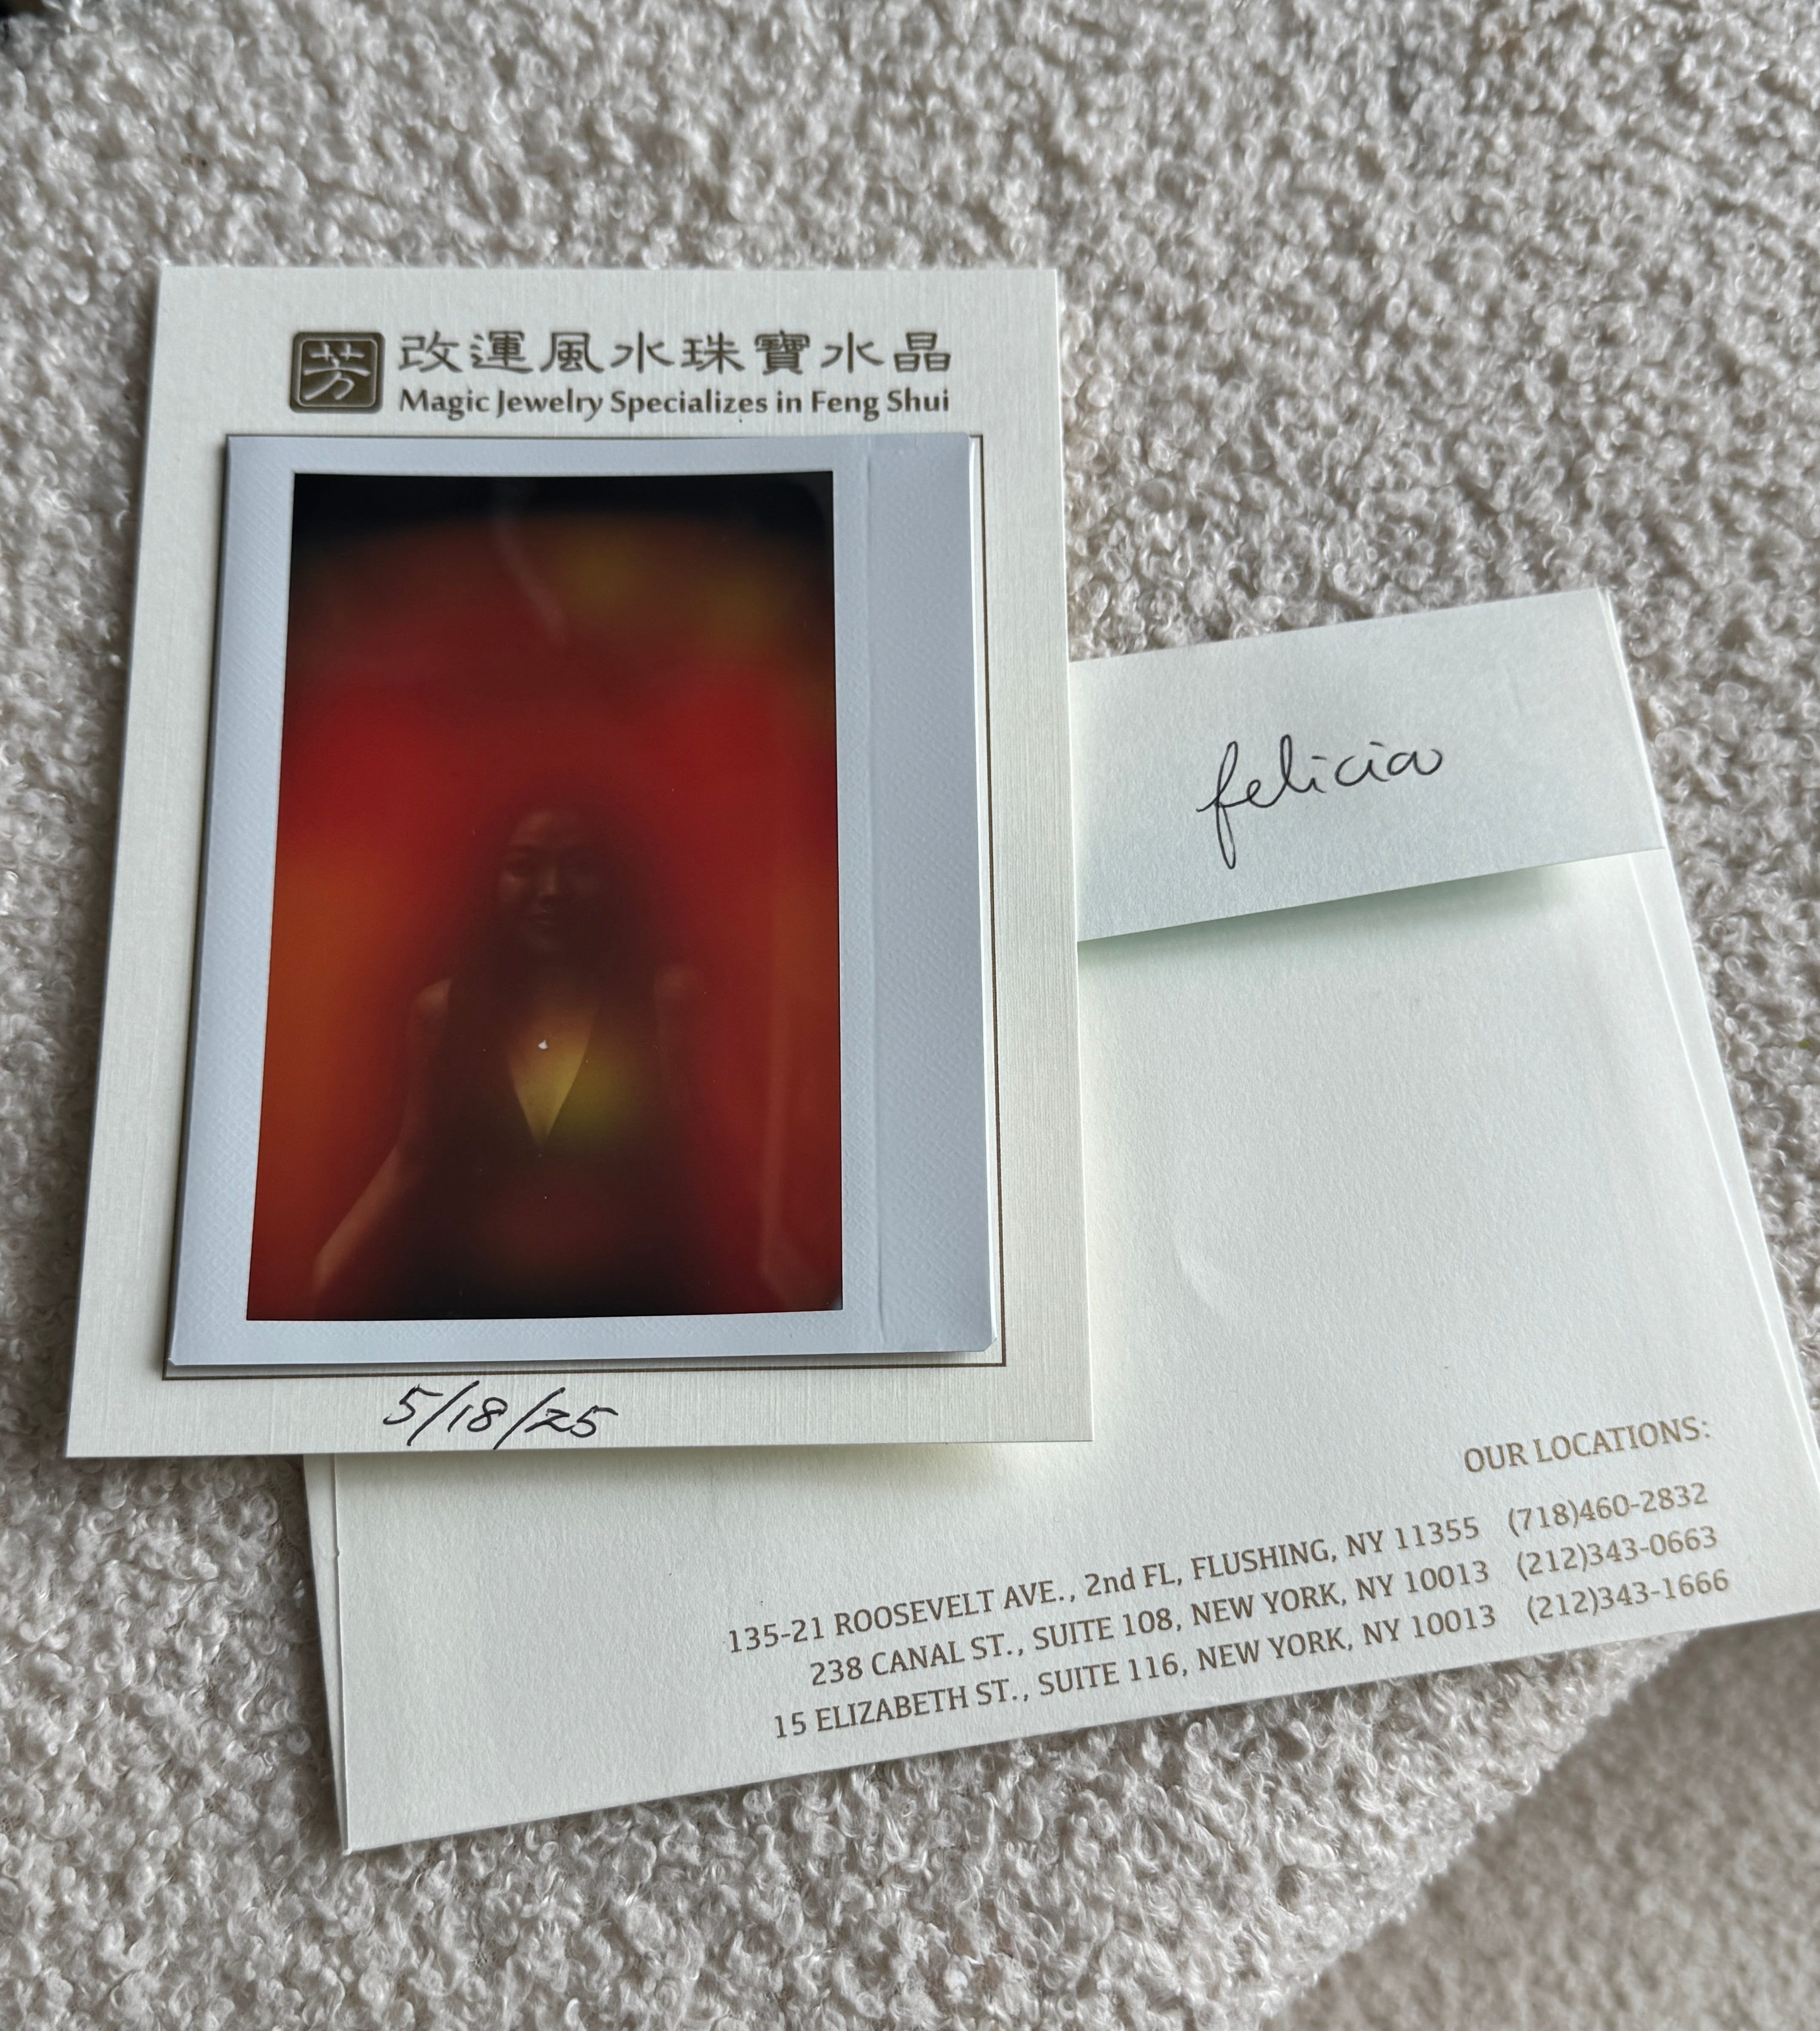 芳 改運風水珠寶水晶
Magic Jewelry Specializes in Feng Shui
5/18/25
felicia
OUR LOCATIONS:
135-21 ROOSEVELT AVE., 2nd FL, FLUSHING, NY 11355 (718)460-2832
238 CANAL ST., SUITE 108, NEW YORK, NY 10013 (212)343-0663
15 ELIZABETH ST., SUITE 116, NEW YORK, NY 10013 (212)343-1666